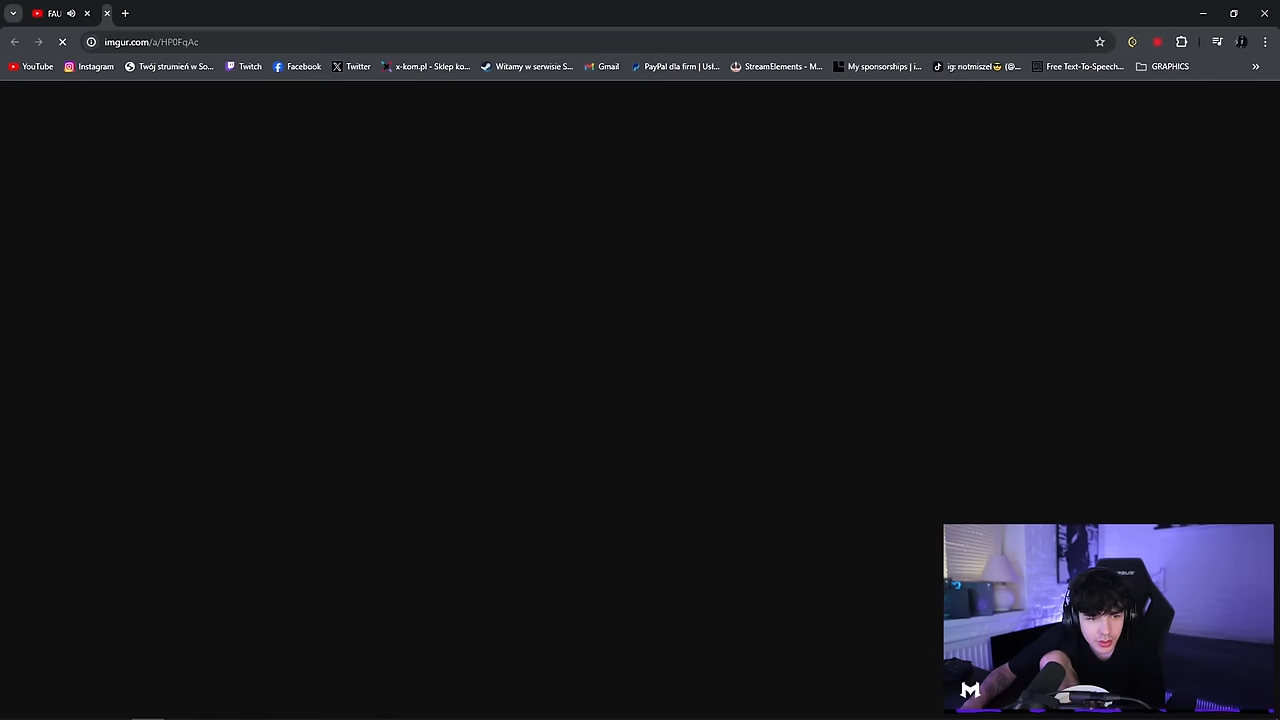 FAU
imgur.com/a/HP0FqAc
YouTube Instagram Twój strumień w So... Twitch Facebook Twitter x-kom.pl - Sklep ko... Witamy w serwisie S... Gmail PayPal dla firm | Usł... StreamElements - M... My sponsorships | i... ig: notmiszel😎 (@... Free Text-To-Speech... GRAPHICS